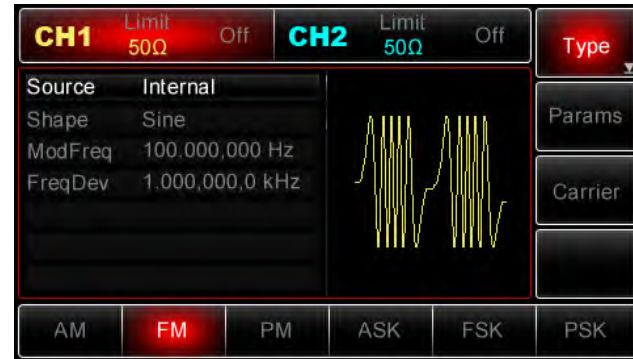 CH1 Limit 50Ω Off CH2 Limit 50Ω Off
Type
Source Internal
Shape Sine
ModFreq 100.000,000 Hz
FreqDev 1.000,000,0 kHz
Params
Carrier
AM FM PM ASK FSK PSK